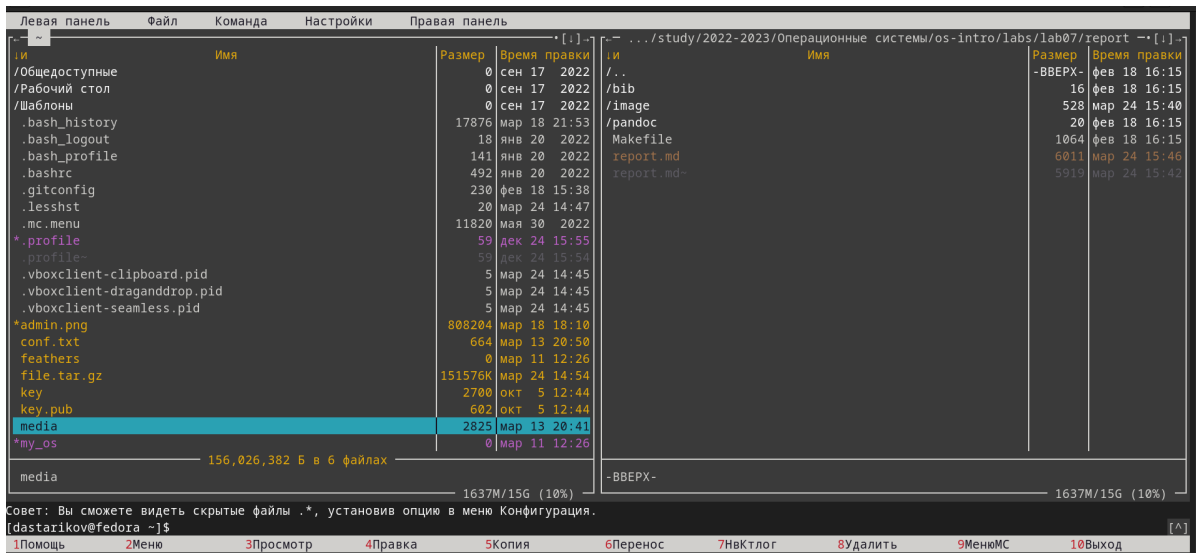 Левая панель Файл Команда Настройки Правая панель
~ •[↓] .../study/2022-2023/Операционные системы/os-intro/labs/lab07/report •[↓]
↓и Имя Размер Время правки ↓и Имя Размер Время правки
/Общедоступные 0 сен 17 2022 /.. -ВВЕРХ- фев 18 16:15
/Рабочий стол 0 сен 17 2022 /bib 16 фев 18 16:15
/Шаблоны 0 сен 17 2022 /image 528 мар 24 15:40
.bash_history 17876 мар 18 21:53 /pandoc 20 фев 18 16:15
.bash_logout 18 янв 20 2022 Makefile 1064 фев 18 16:15
.bash_profile 141 янв 20 2022 report.md 6011 мар 24 15:46
.bashrc 492 янв 20 2022 report.md~ 5919 мар 24 15:42
.gitconfig 230 фев 18 15:38
.lesshst 20 мар 24 14:47
.mc.menu 11820 мая 30 2022
*.profile 59 дек 24 15:55
.profile~ 59 дек 24 15:54
.vboxclient-clipboard.pid 5 мар 24 14:45
.vboxclient-draganddrop.pid 5 мар 24 14:45
.vboxclient-seamless.pid 5 мар 24 14:45
*admin.png 808204 мар 18 18:10
conf.txt 664 мар 13 20:50
feathers 0 мар 11 12:26
file.tar.gz 151576K мар 24 14:54
key 2700 окт 5 12:44
key.pub 602 окт 5 12:44
media 2825 мар 13 20:41
*my_os 0 мар 11 12:26
156,026,382 Б в 6 файлах
media -ВВЕРХ-
1637M/15G (10%) 1637M/15G (10%)
Совет: Вы сможете видеть скрытые файлы .*, установив опцию в меню Конфигурация.
[dastarikov@fedora ~]$ [^]
1Помощь 2Меню 3Просмотр 4Правка 5Копия 6Перенос 7НвКтлог 8Удалить 9МенюМС 10Выход